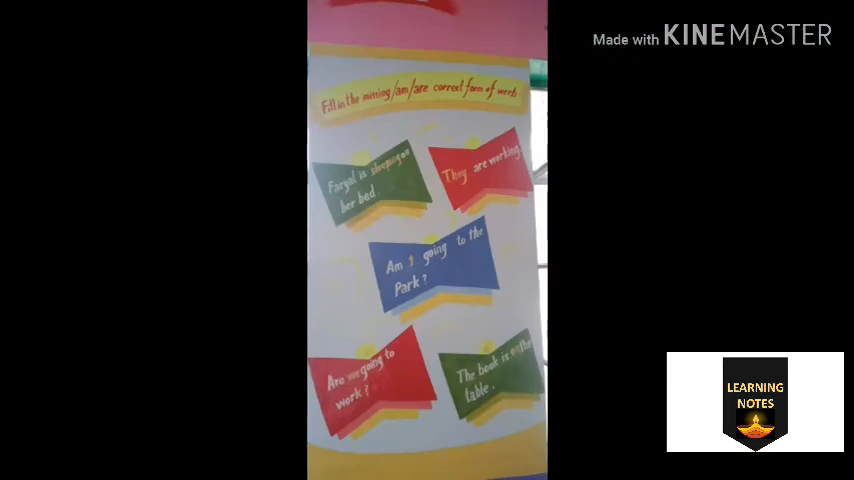 Made with KINEMASTER
Fill in the missing/am/are correct form of verb
Faryal is sleeping on
her bed.
They are working.
Am I going to the
Park?
Are we going to
work?
The book is on the
table.
LEARNING
NOTES